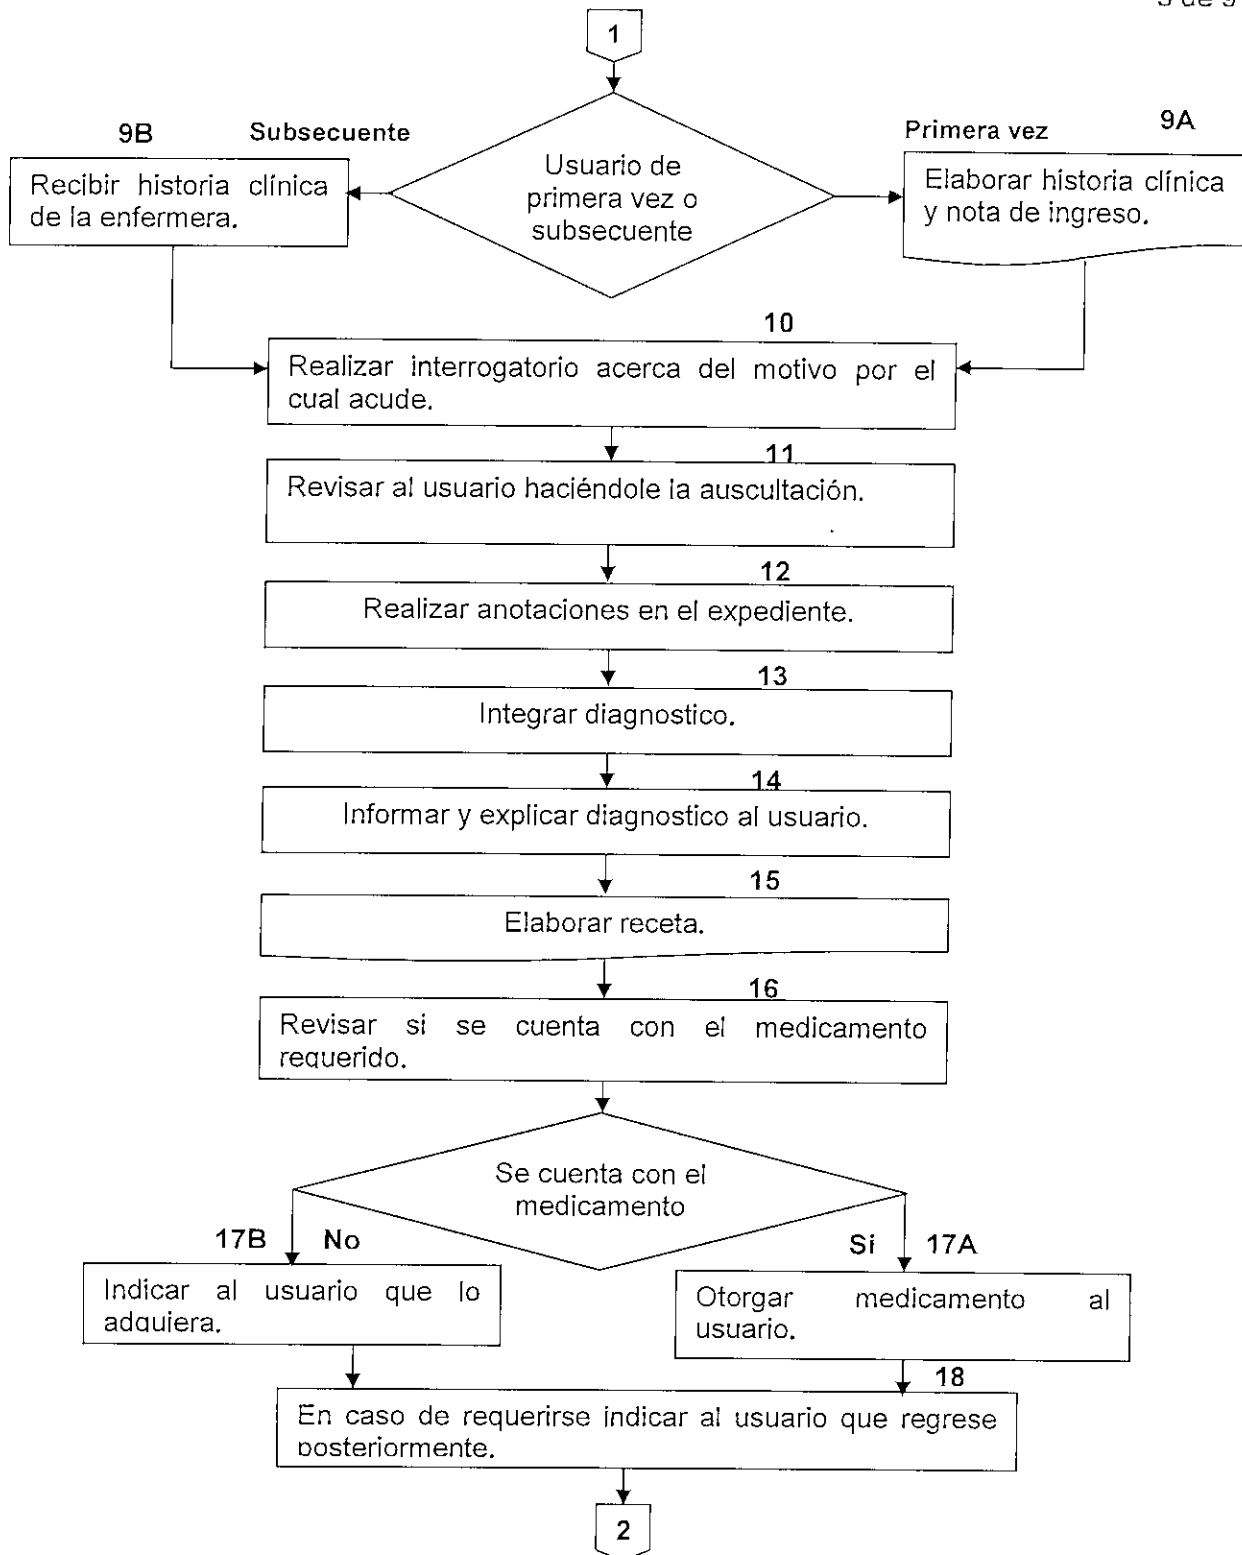 1
9B
Subsecuente
Primera vez
9A
Recibir historia clínica
de la enfermera.
Usuario de
primera vez o
subsecuente
Elaborar historia clínica
y nota de ingreso.
10
Realizar interrogatorio acerca del motivo por el
cual acude.
11
Revisar al usuario haciéndole la auscultación.
12
Realizar anotaciones en el expediente.
13
Integrar diagnostico.
14
Informar y explicar diagnostico al usuario.
15
Elaborar receta.
16
Revisar si se cuenta con el medicamento
requerido.
Se cuenta con el
medicamento
17B
No
Sí
17A
Indicar al usuario que lo
adquiera.
Otorgar medicamento al
usuario.
18
En caso de requerirse indicar al usuario que regrese
posteriormente.
2